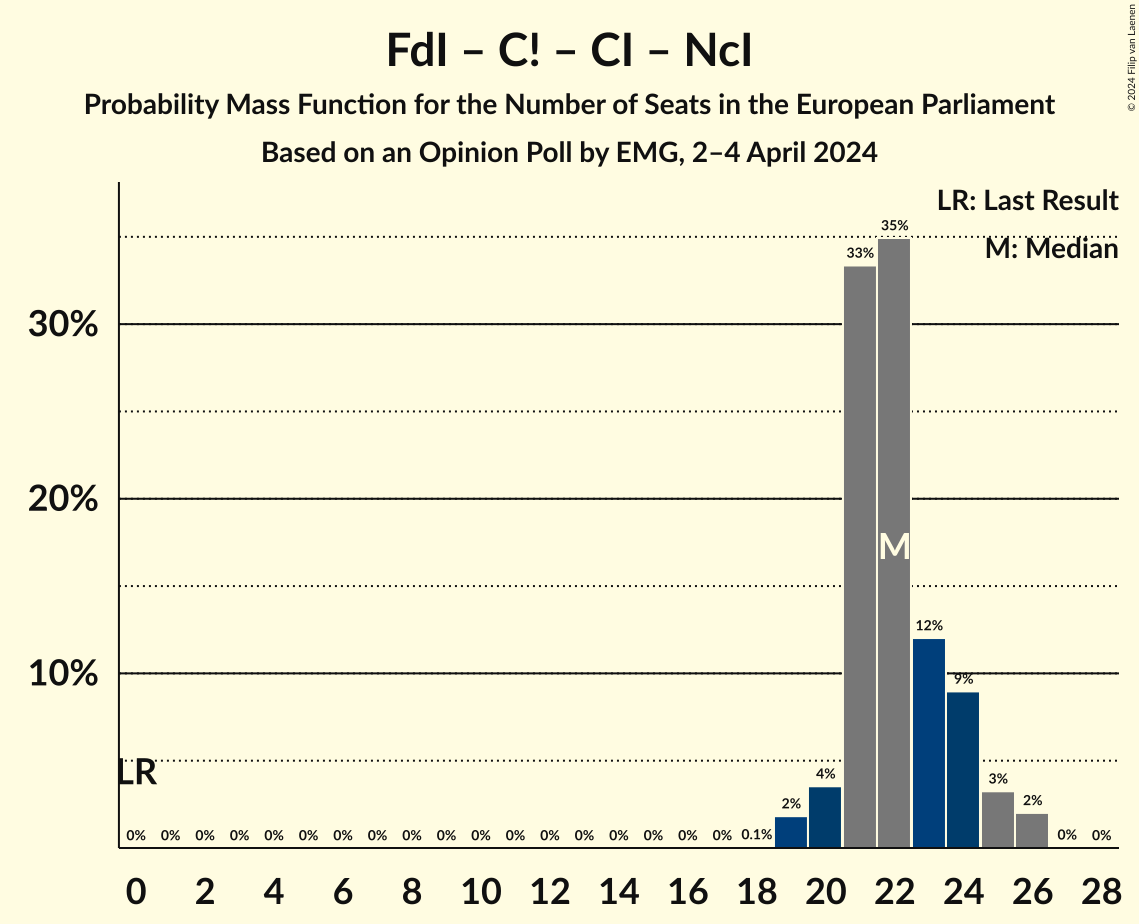 FdI – C! – CI – NcI
Probability Mass Function for the Number of Seats in the European Parliament
Based on an Opinion Poll by EMG, 2–4 April 2024
© 2024 Filip van Laenen
LR: Last Result
M: Median
30%
20%
10%
LR
M
0% 0% 0% 0% 0% 0% 0% 0% 0% 0% 0% 0% 0% 0% 0% 0% 0% 0% 0.1% 2% 4% 33% 35% 12% 9% 3% 2% 0% 0%
0 2 4 6 8 10 12 14 16 18 20 22 24 26 28